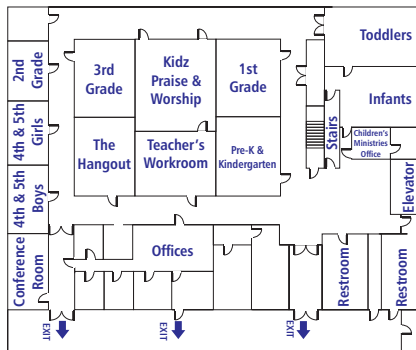 Toddlers
2nd
Grade
3rd
Grade
Kidz
Praise &
Worship
1st
Grade
Infants
4th & 5th
Girls
Stairs
Children's
Ministries
Office
The
Hangout
Teacher's
Workroom
Pre-K &
Kindergarten
4th & 5th
Boys
Elevator
Conference
Room
Offices
Restroom
Restroom
EXIT
EXIT
EXIT